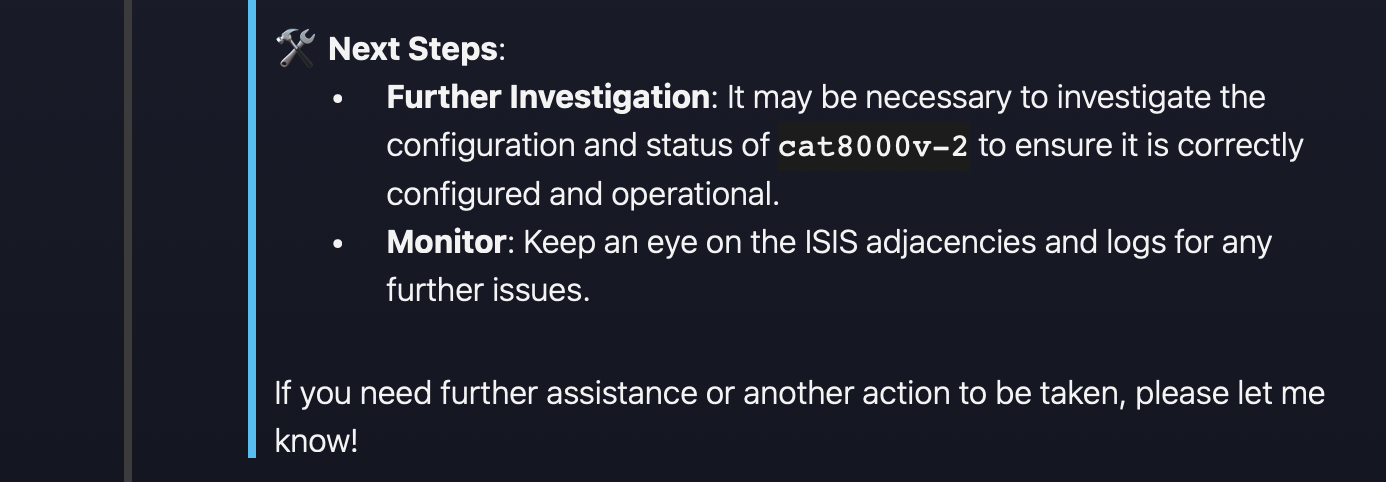 🛠️ Next Steps:
• Further Investigation: It may be necessary to investigate the
configuration and status of cat8000v-2 to ensure it is correctly
configured and operational.
• Monitor: Keep an eye on the ISIS adjacencies and logs for any
further issues.
If you need further assistance or another action to be taken, please let me
know!